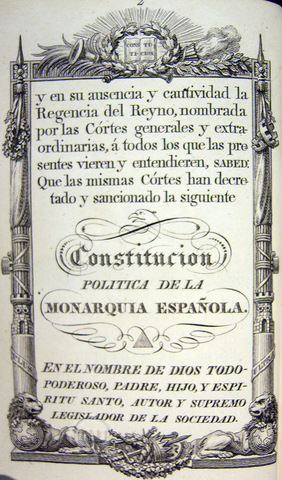 2
CONSTI
TUCION
y en su ausencia y cautividad la
Regencia del Reyno, nombrada
por las Córtes generales y extra-
ordinarias, á todos los que las pre
sentes vieren y entendieren, SABED:
Que las mismas Córtes han decre-
tado y sancionado la siguiente
Constitucion
POLITICA DE LA
MONARQUIA ESPAÑOLA.
EN EL NOMBRE DE DIOS TODO-
PODEROSO, PADRE, HIJO, Y ESPI-
RITU SANTO, AUTOR Y SUPREMO
LEGISLADOR DE LA SOCIEDAD.